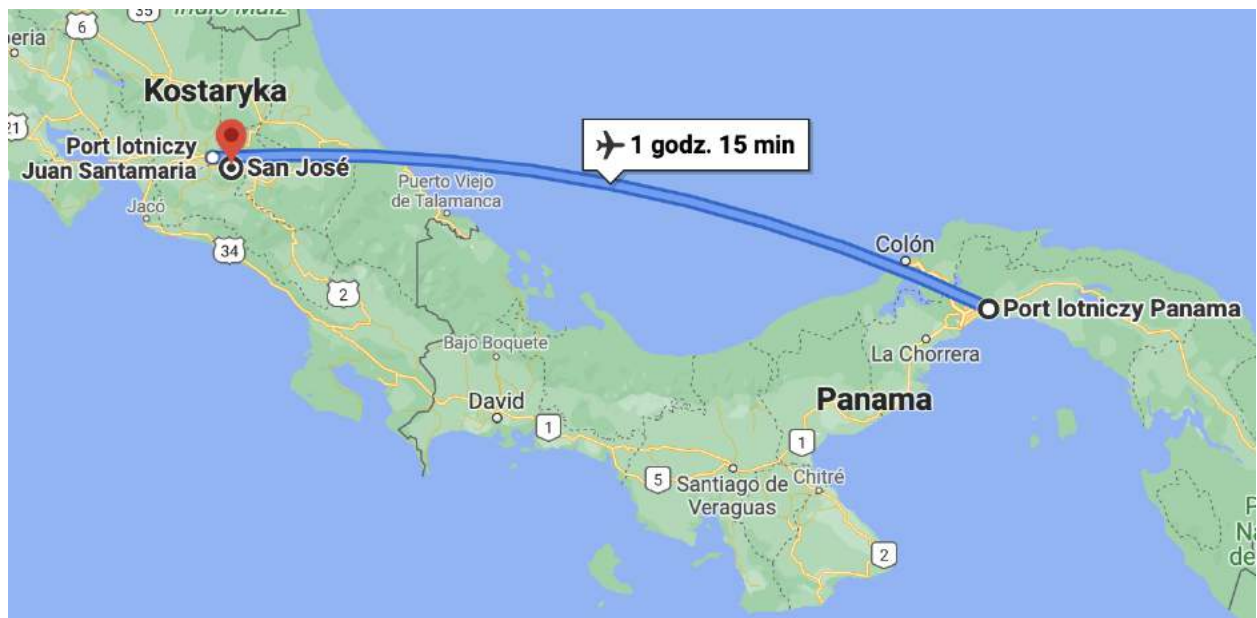 35
6
Kostaryka
21
Port lotniczy
Juan Santamaria
San José
1 godz. 15 min
Puerto Viejo
de Talamanca
Jacó
34
2
Colón
Port lotniczy Panama
Bajo Boquete
La Chorrera
David
Panama
1
1
5
Santiago de
Veraguas
Chitré
2